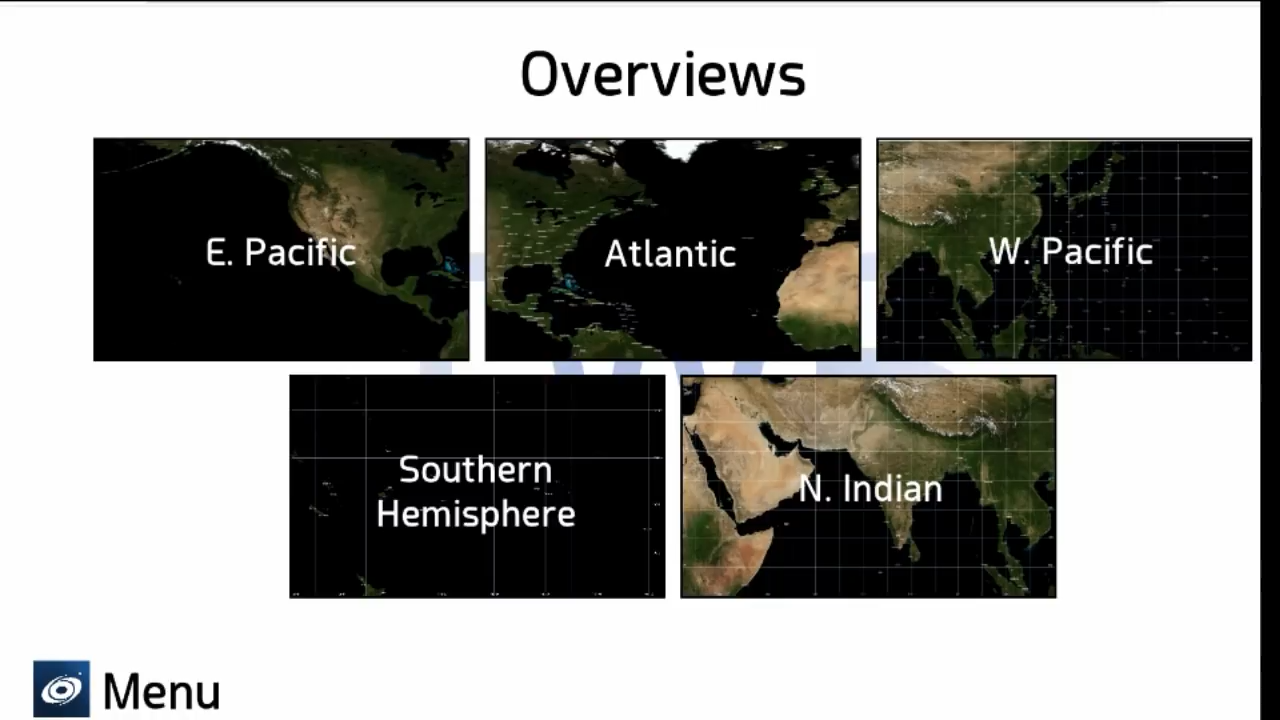 Overviews
E. Pacific
Atlantic
W. Pacific
Southern
Hemisphere
N. Indian
Menu